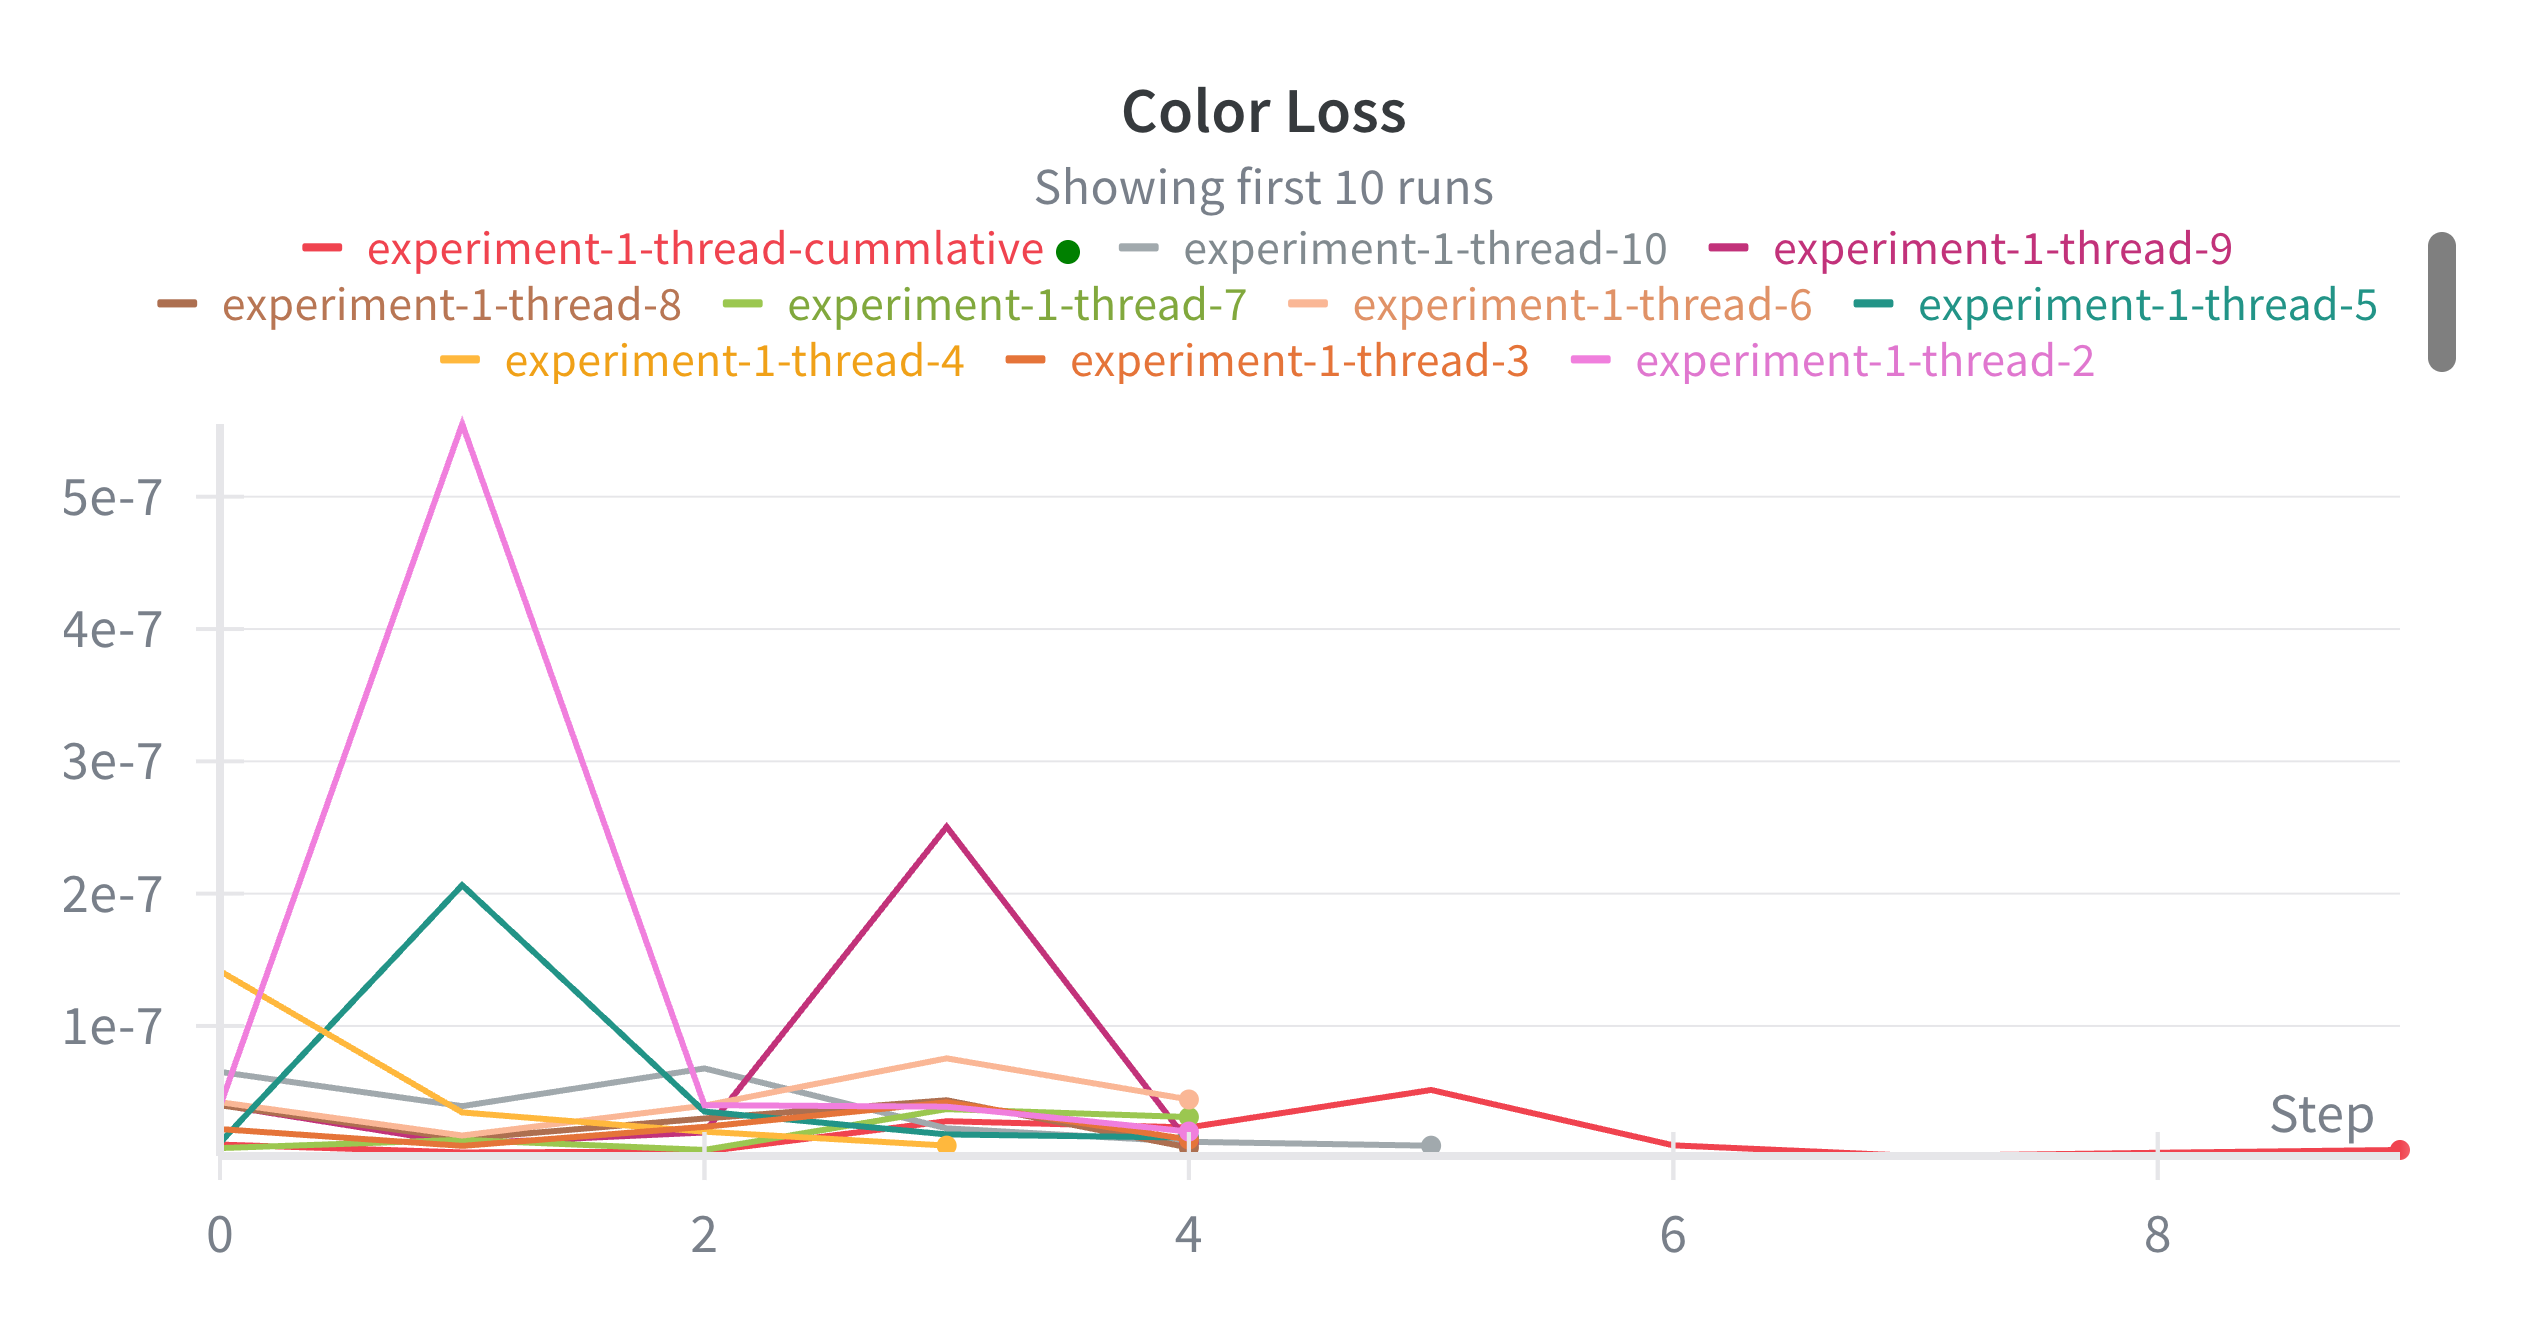 Color Loss
Showing first 10 runs
experiment-1-thread-cummlative experiment-1-thread-10 experiment-1-thread-9
experiment-1-thread-8 experiment-1-thread-7 experiment-1-thread-6 experiment-1-thread-5
experiment-1-thread-4 experiment-1-thread-3 experiment-1-thread-2
5e-7
4e-7
3e-7
2e-7
1e-7
Step
0 2 4 6 8